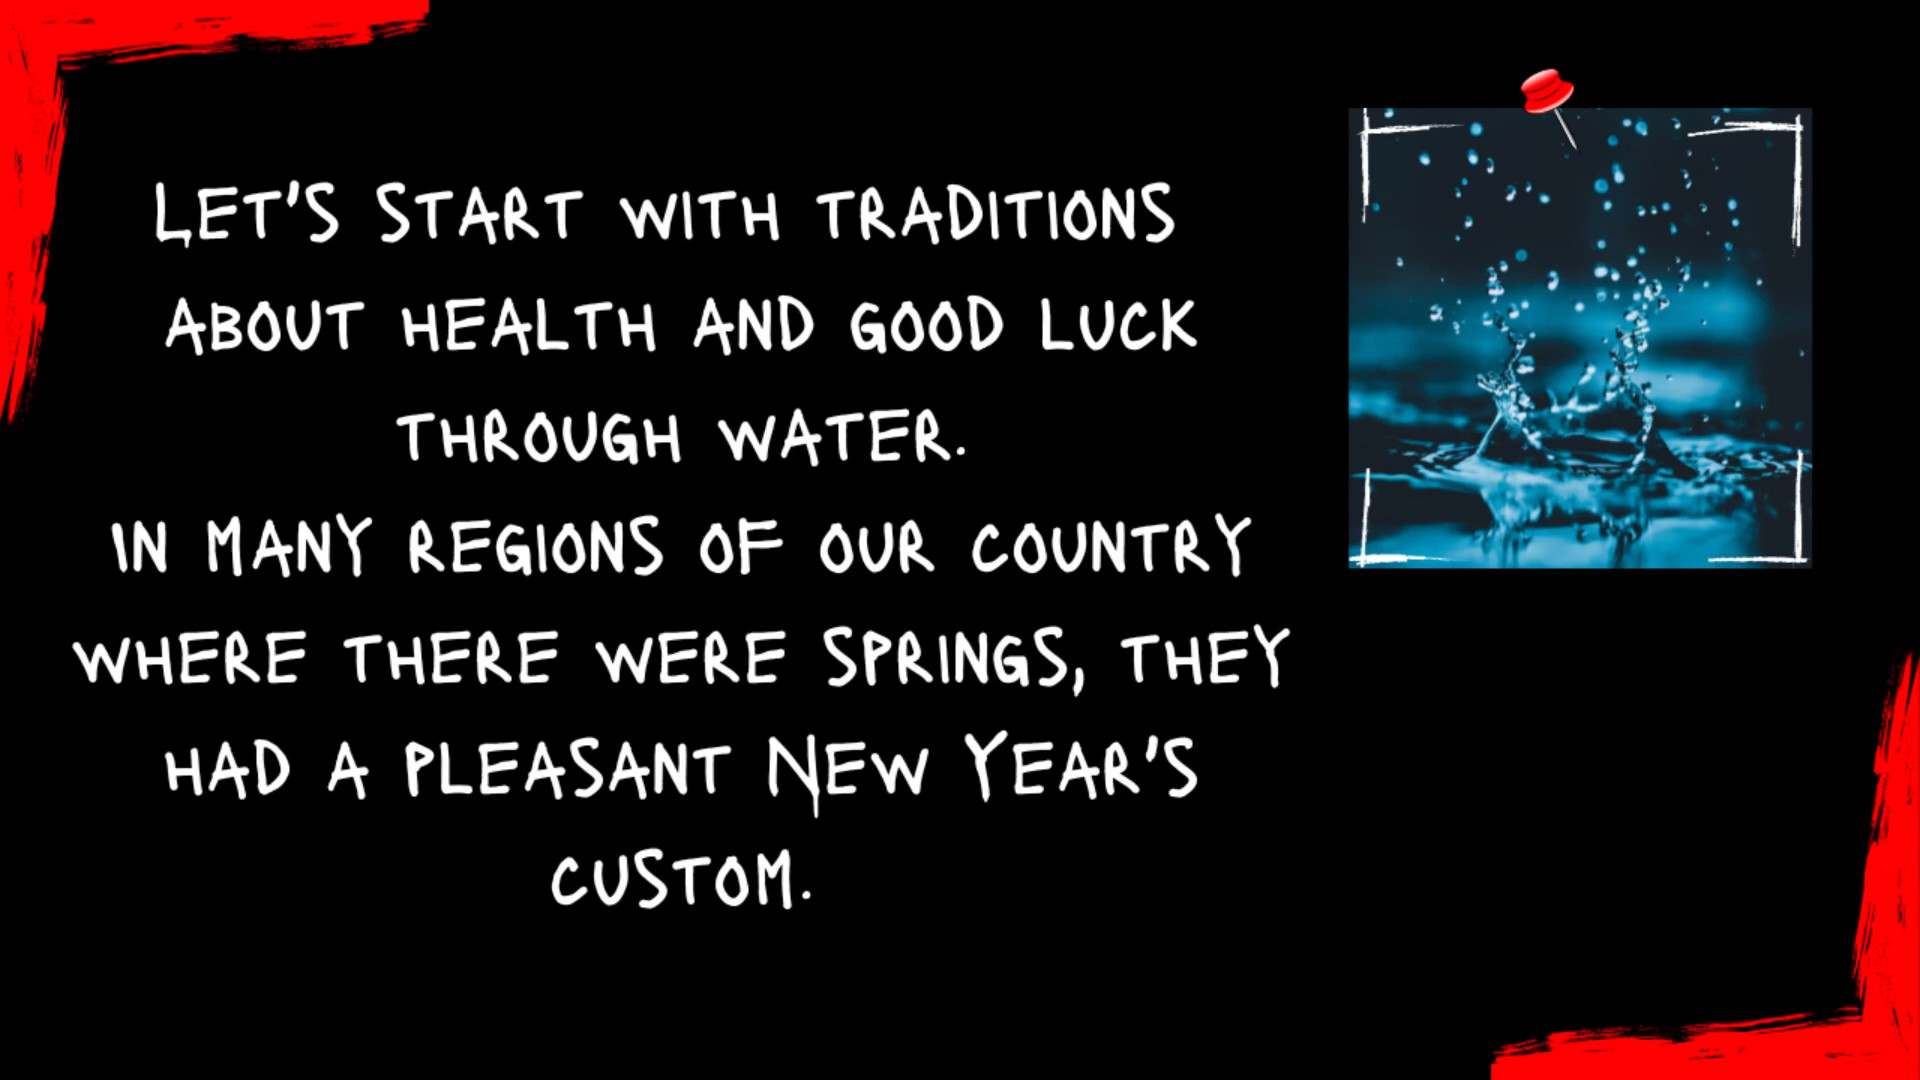 Let's start with traditions
about health and good luck
through water.
In many regions of our country
where there were springs, they
had a pleasant New Year's
custom.